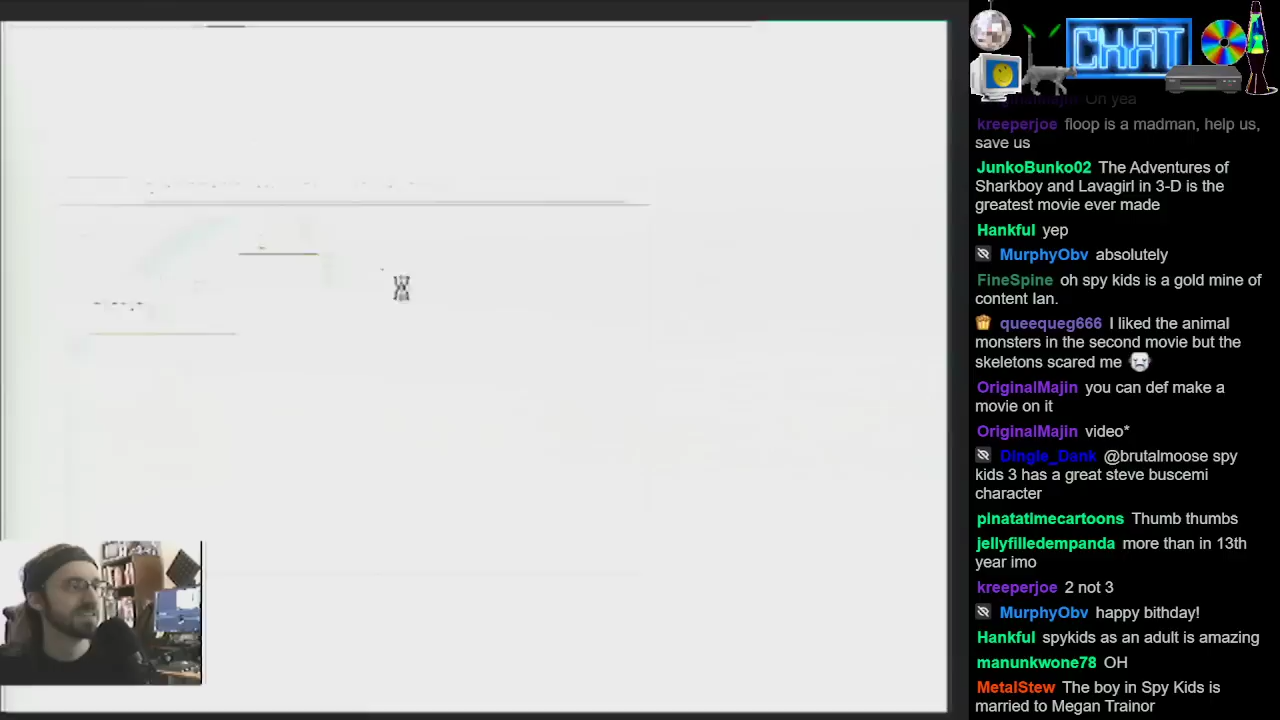 CHAT
Oh yea
kreeperjoe floop is a madman, help us,
save us
JunkoBunko02 The Adventures of
Sharkboy and Lavagirl in 3-D is the
greatest movie ever made
Hankful yep
MurphyObv absolutely
FineSpine oh spy kids is a gold mine of
content Ian.
queequeg666 I liked the animal
monsters in the second movie but the
skeletons scared me
OriginalMajin you can def make a
movie on it
OriginalMajin video*
Dingle_Dank @brutalmoose spy
kids 3 has a great steve buscemi
character
pinatatimecartoons Thumb thumbs
jellyfilledempanda more than in 13th
year imo
kreeperjoe 2 not 3
MurphyObv happy bithday!
Hankful spykids as an adult is amazing
manunkwone78 OH
MetalStew The boy in Spy Kids is
married to Megan Trainor